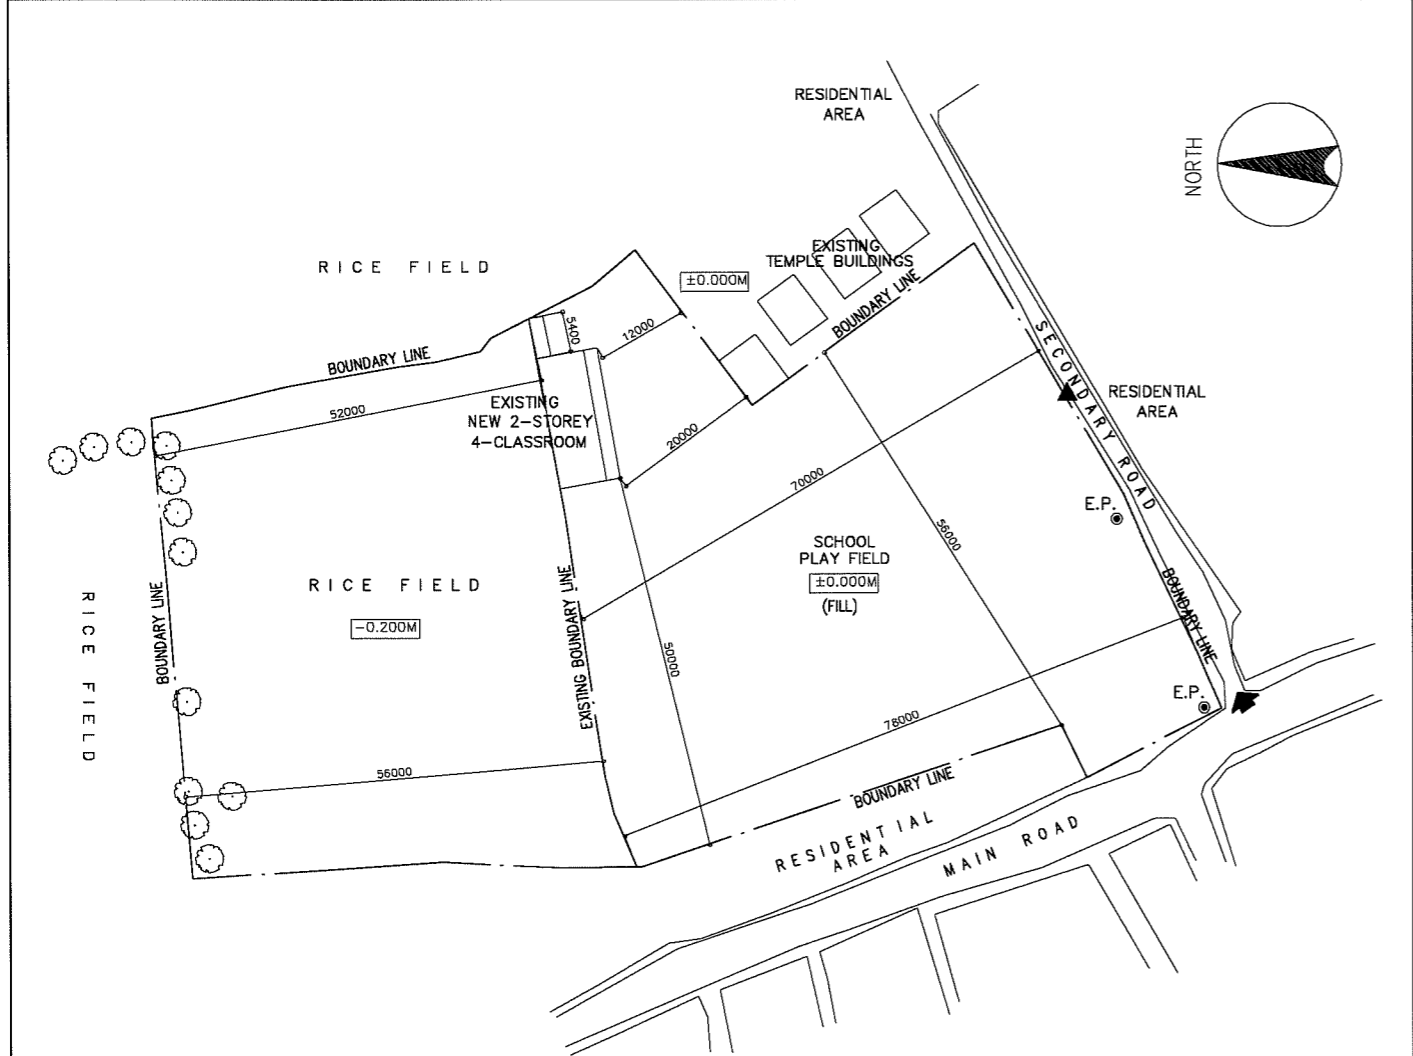 RESIDENTIAL
AREA
NORTH
RICE FIELD
±0.000M
EXISTING
TEMPLE BUILDINGS
BOUNDARY LINE
5400
12000
BOUNDARY LINE
52000
EXISTING
NEW 2-STOREY
4-CLASSROOM
20000
70000
SECONDARY ROAD
RESIDENTIAL
AREA
E.P.
56000
SCHOOL
PLAY FIELD
±0.000M
(FILL)
RICE FIELD
-0.200M
RICE FIELD
BOUNDARY LINE
EXISTING BOUNDARY LINE
50000
BOUNDARY LINE
E.P.
78000
56000
BOUNDARY LINE
RESIDENTIAL
AREA
MAIN ROAD